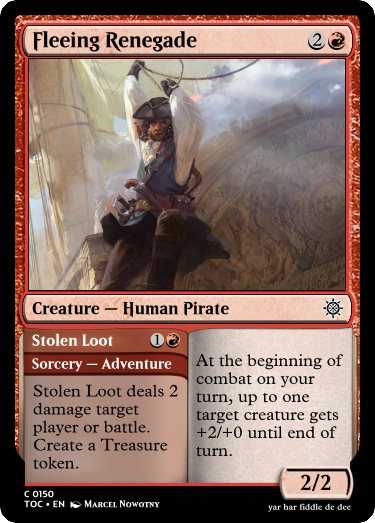 Fleeing Renegade 2
Creature — Human Pirate
Stolen Loot 1
Sorcery — Adventure
Stolen Loot deals 2
damage target
player or battle.
Create a Treasure
token.
At the beginning of
combat on your
turn, up to one
target creature gets
+2/+0 until end of
turn.
2/2
C 0150
TOC • EN Marcel Nowotny
yar har fiddle de dee